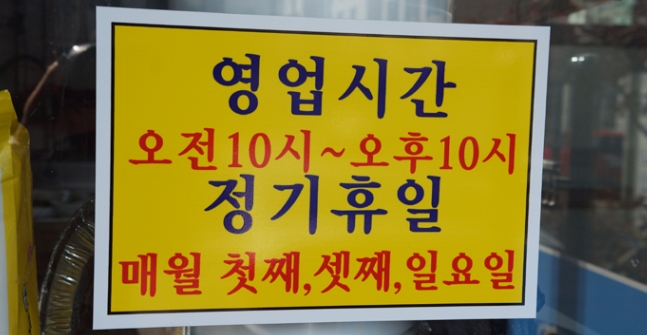 영업시간
오전10시~오후10시
정기휴일
매월 첫째,셋째,일요일